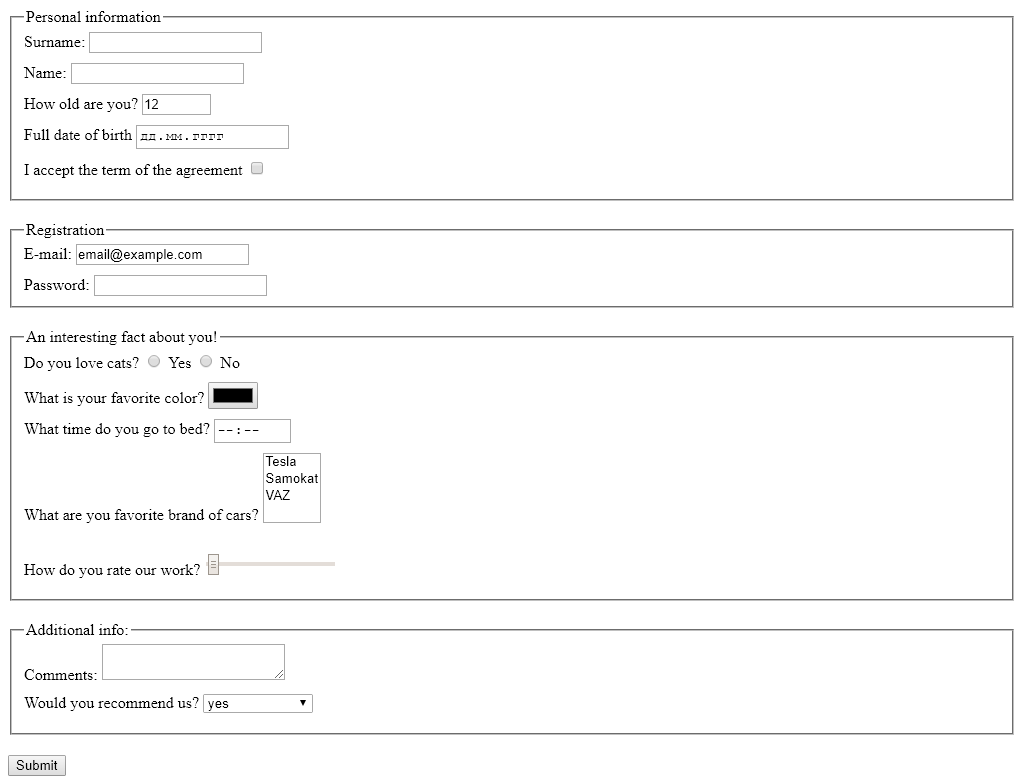 Personal information
Surname:
Name:
How old are you? 12
Full date of birth дд.мм.гггг
I accept the term of the agreement
Registration
E-mail: email@example.com
Password:
An interesting fact about you!
Do you love cats? Yes No
What is your favorite color?
What time do you go to bed? --:--
Tesla
Samokat
VAZ
What are you favorite brand of cars?
How do you rate our work?
Additional info:
Comments:
Would you recommend us? yes
Submit